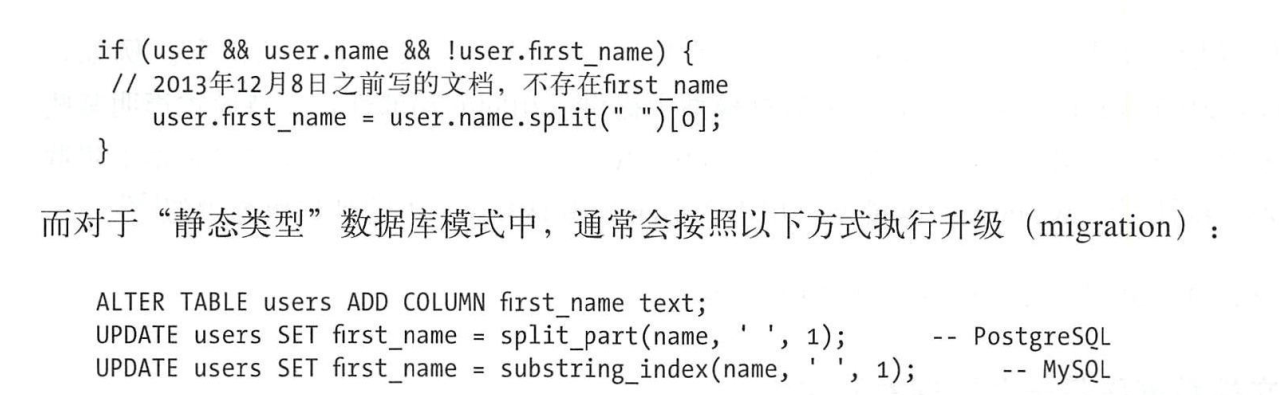 if (user && user.name && !user.first_name) {
// 2013年12月8日之前写的文档，不存在first_name
user.first_name = user.name.split(" ")[0];
}
而对于“静态类型”数据库模式中，通常会按照以下方式执行升级（migration）：
ALTER TABLE users ADD COLUMN first_name text;
UPDATE users SET first_name = split_part(name, ' ', 1); -- PostgreSQL
UPDATE users SET first_name = substring_index(name, ' ', 1); -- MySQL